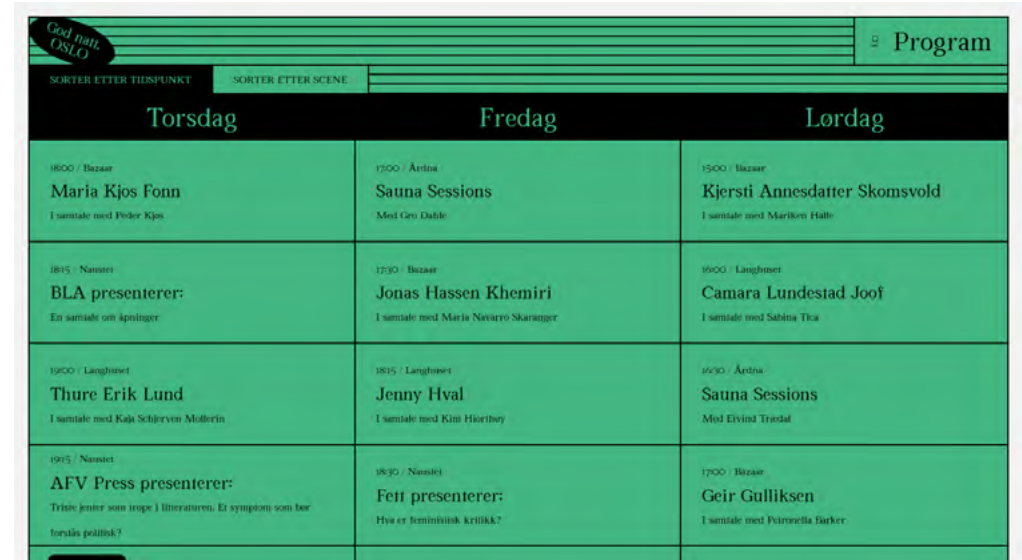 God natt,
OSLO
Program
SORTER ETTER TIDSPUNKT
SORTER ETTER SCENE
Torsdag
Fredag
Lørdag
18:00 / Bazaar
Maria Kjos Fonn
I samtale med Peder Kjøs
17:00 / Árdna
Sauna Sessions
Med Gro Dahle
15:00 / Bazaar
Kjersti Annesdatter Skomsvold
I samtale med Mariken Halle
18:15 / Naustet
BLA presenterer:
En samtale om åpninger
17:30 / Bazaar
Jonas Hassen Khemiri
I samtale med Maria Navarro Skaranger
16:00 / Langhuset
Camara Lundestad Joof
I samtale med Sabina Tica
19:00 / Langhuset
Thure Erik Lund
I samtale med Kaja Schjerven Mollerin
18:15 / Langhuset
Jenny Hval
I samtale med Kim Hiorthøy
16:30 / Árdna
Sauna Sessions
Med Eivind Trædal
19:15 / Naustet
AFV Press presenterer:
Triste jenter som trope i litteraturen. Et symptom som bør
forstås politisk?
18:30 / Naustet
Fett presenterer:
Hva er feministisk kritikk?
17:00 / Bazaar
Geir Gulliksen
I samtale med Petronella Barker